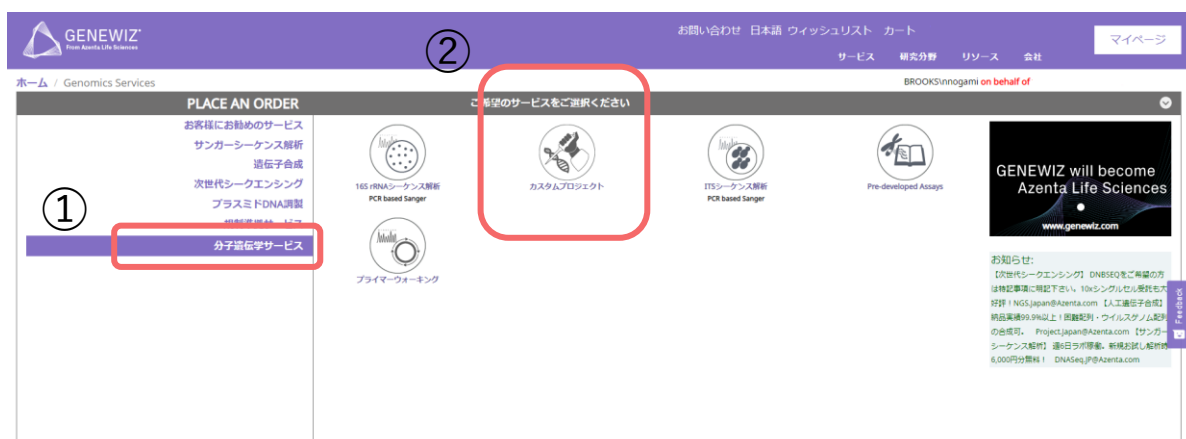 GENEWIZ
From Azenta Life Sciences
お問い合わせ 日本語 ウィッシュリスト カート
マイページ
サービス 研究分野 リソース 会社
②
ホーム / Genomics Services
BROOKS\nnogami on behalf of
PLACE AN ORDER
ご希望のサービスをご選択ください
お客様にお勧めのサービス
サンガーシーケンス解析
遺伝子合成
次世代シークエンシング
プラスミドDNA調製
①
分子遺伝学サービス
16S rRNAシーケンス解析
PCR based Sanger
カスタムプロジェクト
ITSシーケンス解析
PCR based Sanger
Pre-developed Assays
プライマーウォーキング
GENEWIZ will become
Azenta Life Sciences
www.genewiz.com
お知らせ:
【次世代シークエンシング】 DNBSEQをご希望の方
は特記事項に明記下さい。10xシングルセル受託も大
好評！NGS.japan@Azenta.com 【人工遺伝子合成】
納品実績99.9%以上！困難配列・ウイルスゲノム配列
の合成可。 Project.japan@Azenta.com 【サンガー
シーケンス解析】 週6日ラボ稼働。新規お試し解析時
6,000円分無料！ DNASeq.JP@Azenta.com
Feedback